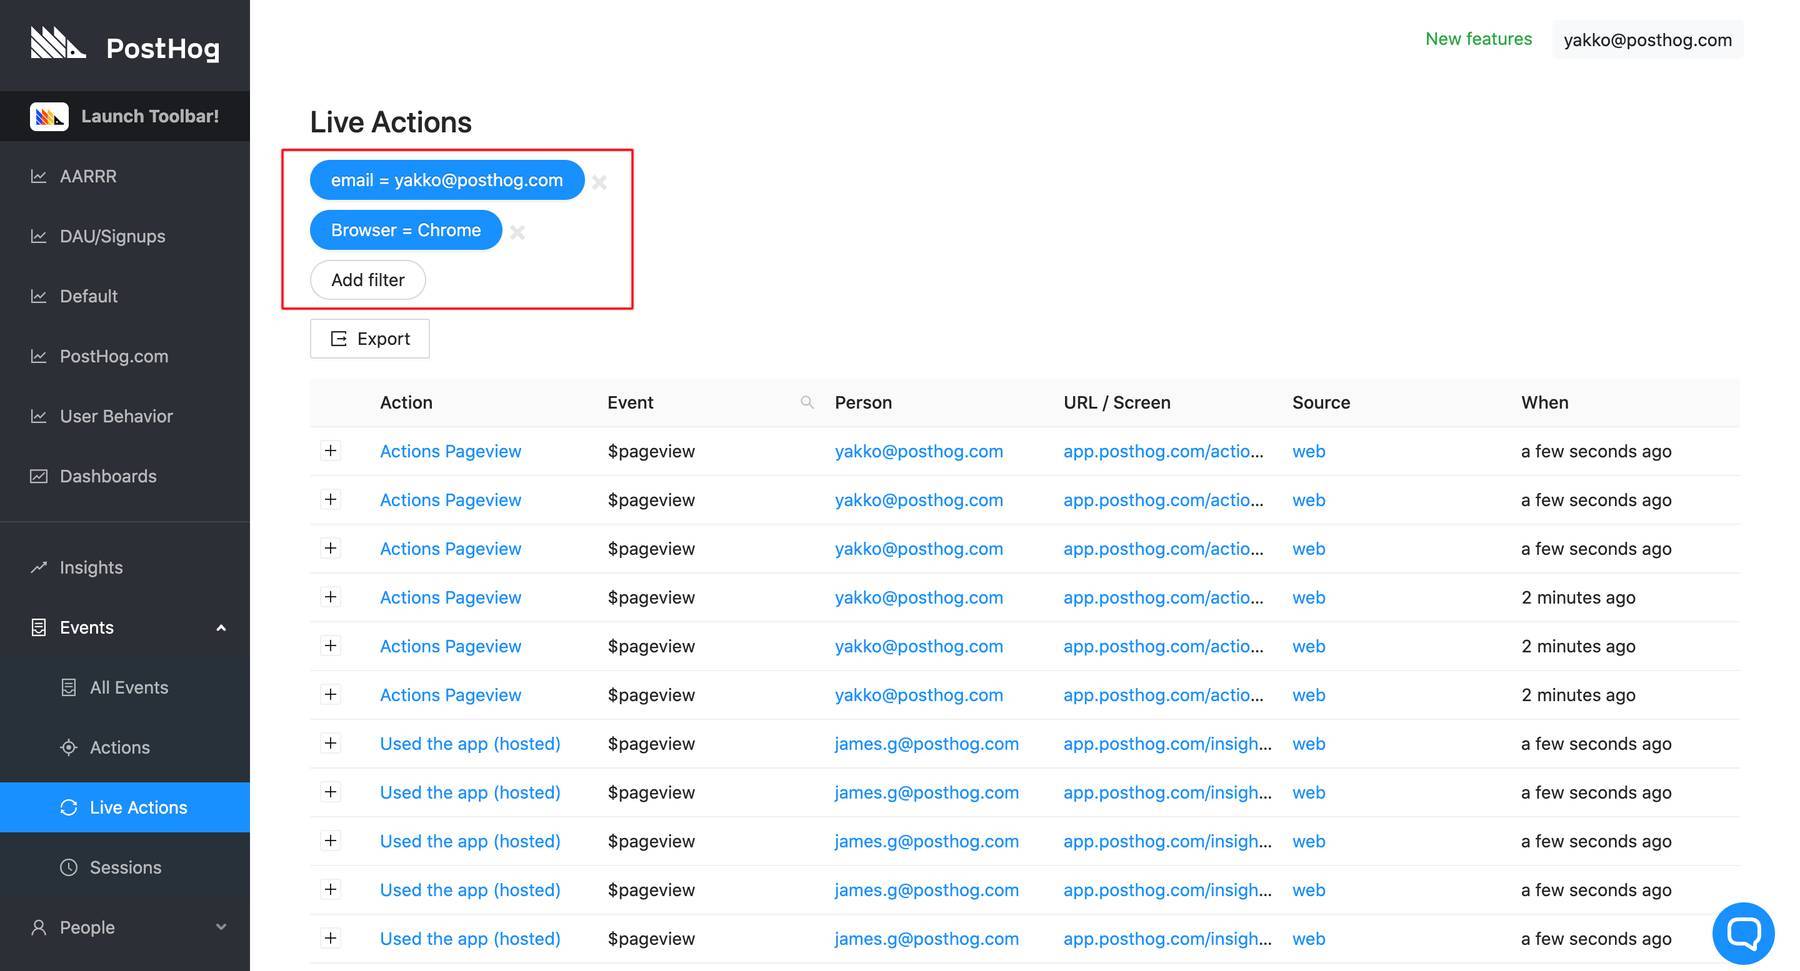 PostHog
New features
yakko@posthog.com
Launch Toolbar!
AARRR
DAU/Signups
Default
PostHog.com
User Behavior
Dashboards
Insights
Events
All Events
Actions
Live Actions
Sessions
People
Live Actions
email = yakko@posthog.com
Browser = Chrome
Add filter
Export
Action Event Person URL / Screen Source When
Actions Pageview $pageview yakko@posthog.com app.posthog.com/actio... web a few seconds ago
Actions Pageview $pageview yakko@posthog.com app.posthog.com/actio... web a few seconds ago
Actions Pageview $pageview yakko@posthog.com app.posthog.com/actio... web a few seconds ago
Actions Pageview $pageview yakko@posthog.com app.posthog.com/actio... web 2 minutes ago
Actions Pageview $pageview yakko@posthog.com app.posthog.com/actio... web 2 minutes ago
Actions Pageview $pageview yakko@posthog.com app.posthog.com/actio... web 2 minutes ago
Used the app (hosted) $pageview james.g@posthog.com app.posthog.com/insigh... web a few seconds ago
Used the app (hosted) $pageview james.g@posthog.com app.posthog.com/insigh... web a few seconds ago
Used the app (hosted) $pageview james.g@posthog.com app.posthog.com/insigh... web a few seconds ago
Used the app (hosted) $pageview james.g@posthog.com app.posthog.com/insigh... web a few seconds ago
Used the app (hosted) $pageview james.g@posthog.com app.posthog.com/insigh... web a few seconds ago